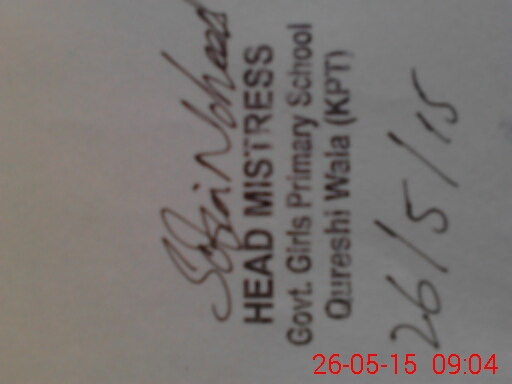 HEAD MISTRESS
Govt. Girls Primary School
Qureshi Wala (KPT)
26/5/15
26-05-15 09:04